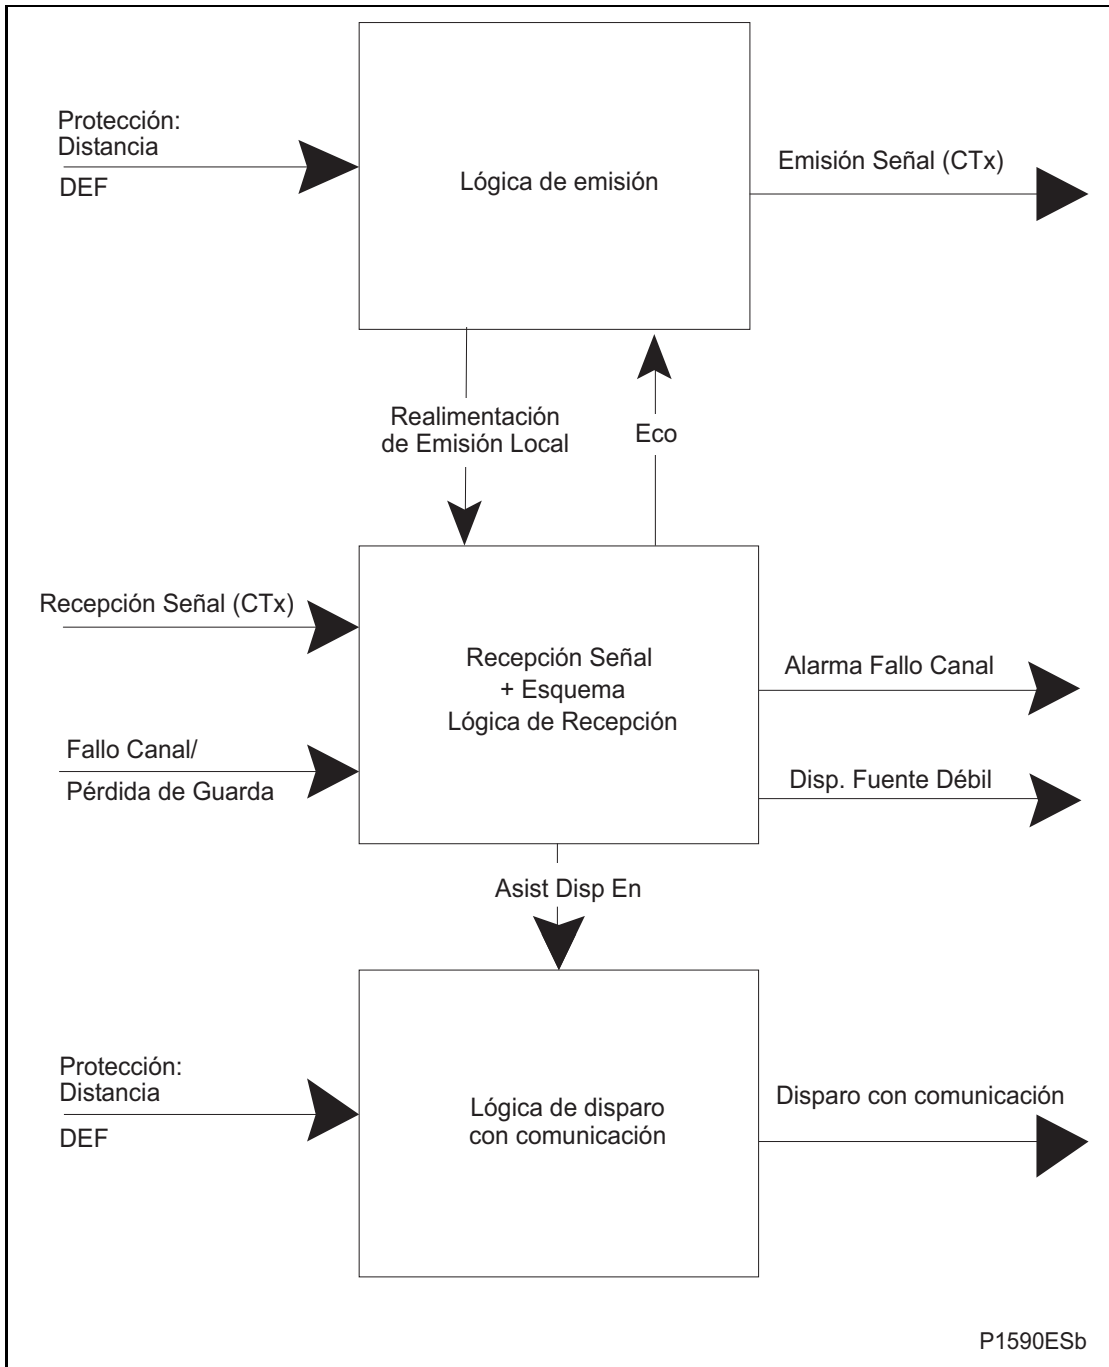 Protección:
Distancia
DEF
Lógica de emisión
Emisión Señal (CTx)
Realimentación
de Emisión Local
Eco
Recepción Señal (CTx)
Fallo Canal/
Pérdida de Guarda
Recepción Señal
+ Esquema
Lógica de Recepción
Alarma Fallo Canal
Disp. Fuente Débil
Asist Disp En
Protección:
Distancia
DEF
Lógica de disparo
con comunicación
Disparo con comunicación
P1590ESb